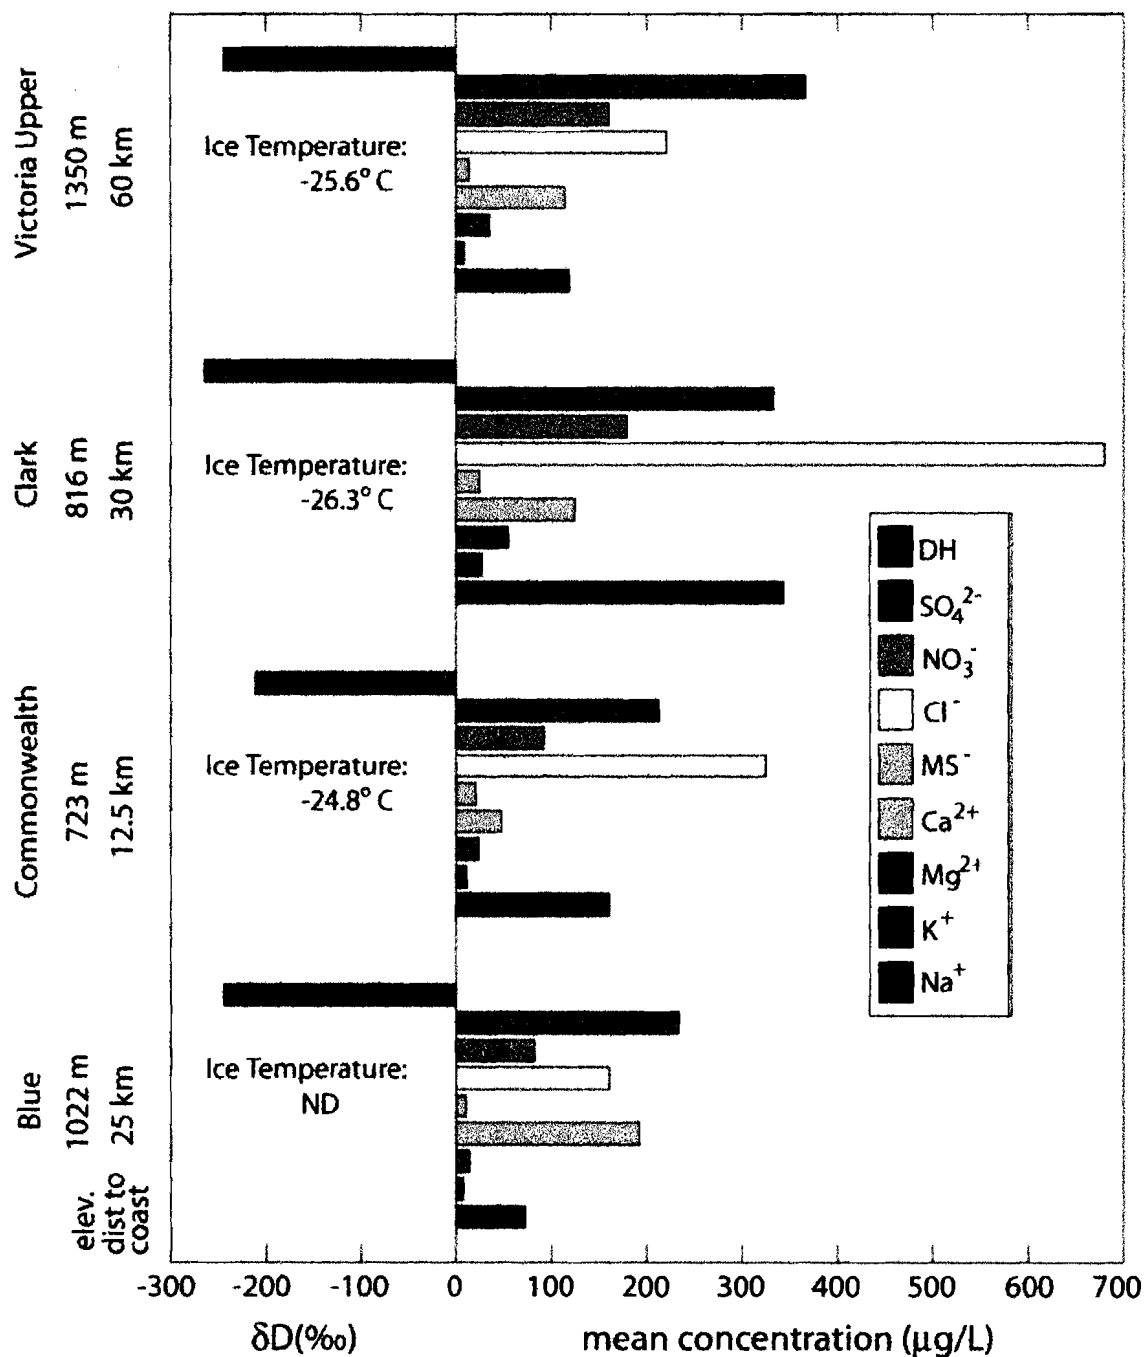 Victoria Upper
1350 m
60 km
Ice Temperature:
-25.6° C
Clark
816 m
30 km
Ice Temperature:
-26.3° C
Commonwealth
723 m
12.5 km
Ice Temperature:
-24.8° C
Blue
1022 m
25 km
Ice Temperature:
ND
elev.
dist to
coast
DH
SO₄²⁻
NO₃⁻
Cl⁻
MS⁻
Ca²⁺
Mg²⁺
K⁺
Na⁺
-300 -200 -100 0 100 200 300 400 500 600 700
δD(‰) mean concentration (μg/L)